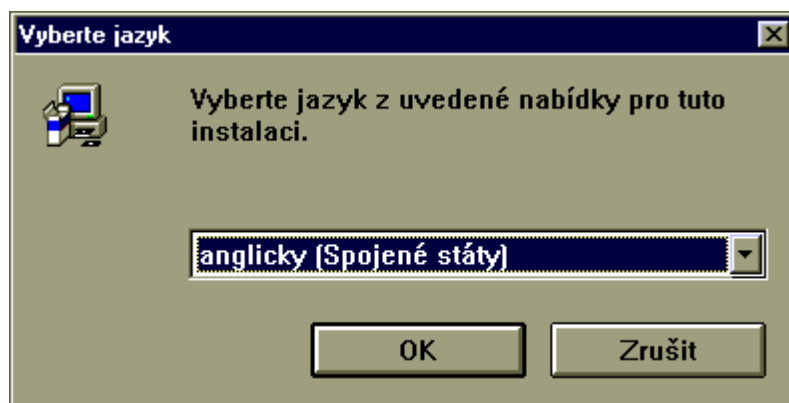 Vyberte jazyk
Vyberte jazyk z uvedené nabídky pro tuto
instalaci.
anglicky (Spojené státy)
OK
Zrušit